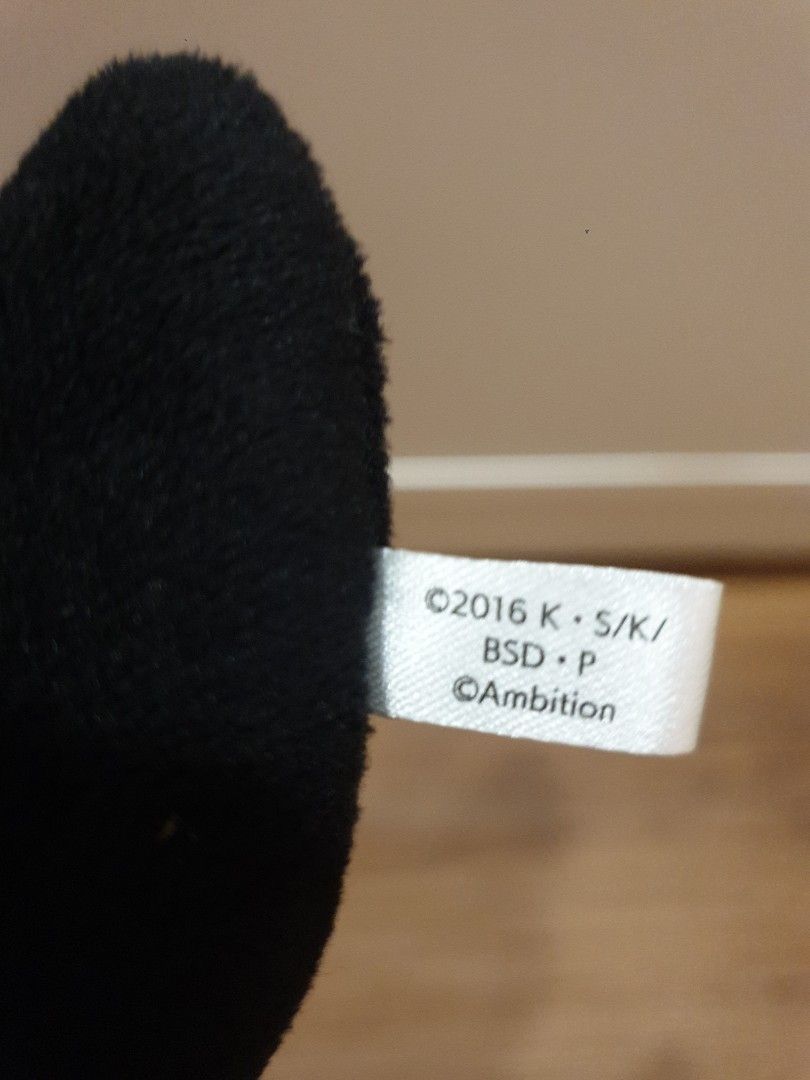 ©2016 K・S/K/
BSD・P
©Ambition